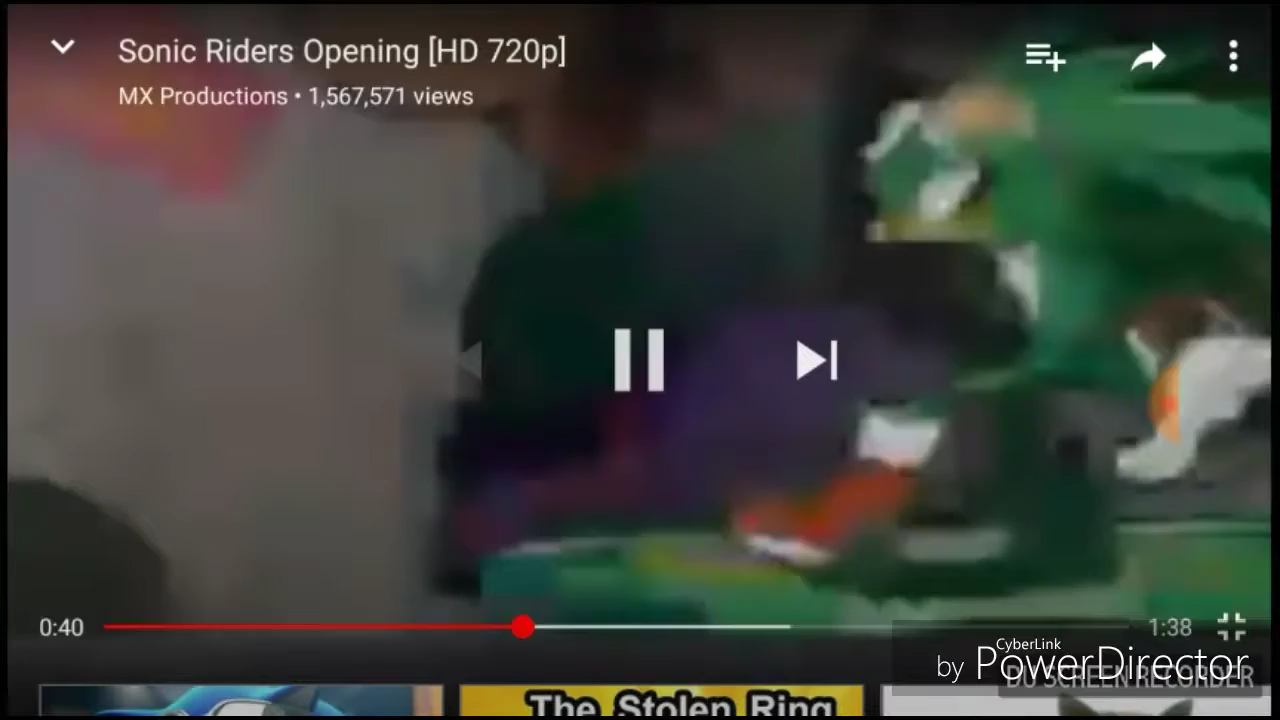 Sonic Riders Opening [HD 720p]
MX Productions • 1,567,571 views
0:40
1:38
CyberLink
by PowerDirector
DU SCREEN RECORDER
The Stolen Ring